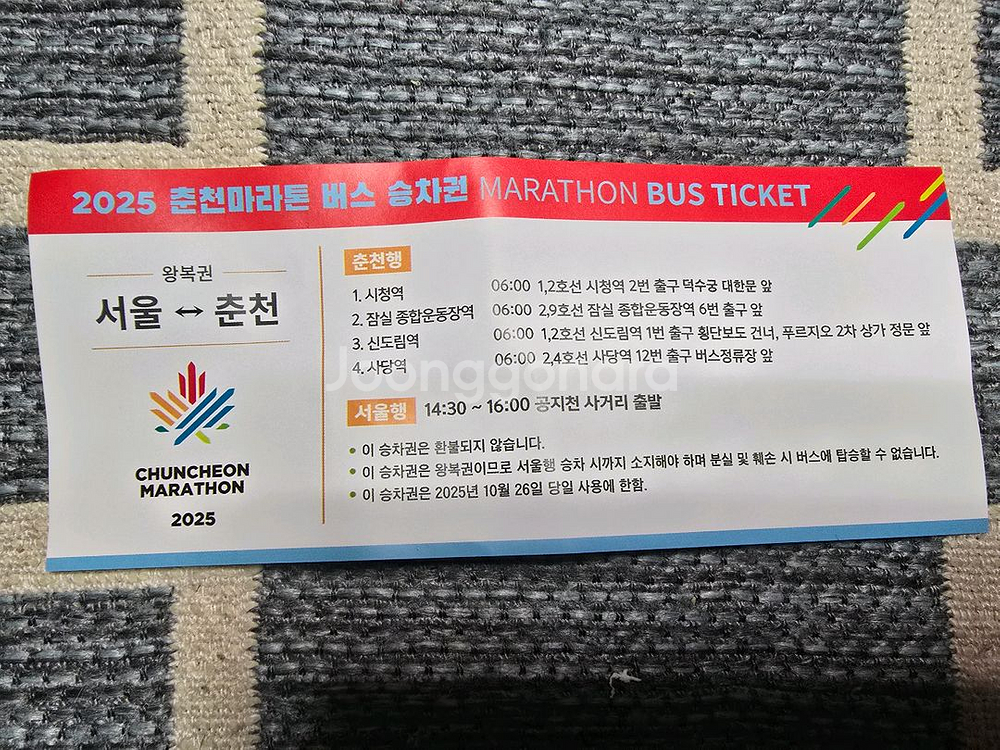 2025 춘천마라톤 버스 승차권 MARATHON BUS TICKET
왕복권
서울 ↔ 춘천
CHUNCHEON
MARATHON
2025
춘천행
1. 시청역 06:00 1,2호선 시청역 2번 출구 덕수궁 대한문 앞
2. 잠실 종합운동장역 06:00 2,9호선 잠실 종합운동장역 6번 출구 앞
3. 신도림역 06:00 1,2호선 신도림역 1번 출구 횡단보도 건너, 푸르지오 2차 상가 정문 앞
4. 사당역 06:00 2,4호선 사당역 12번 출구 버스정류장 앞
Joonggonara
서울행 14:30 ~ 16:00 공지천 사거리 출발
• 이 승차권은 환불되지 않습니다.
• 이 승차권은 왕복권이므로 서울행 승차 시까지 소지해야 하며 분실 및 훼손 시 버스에 탑승할 수 없습니다.
• 이 승차권은 2025년 10월 26일 당일 사용에 한함.